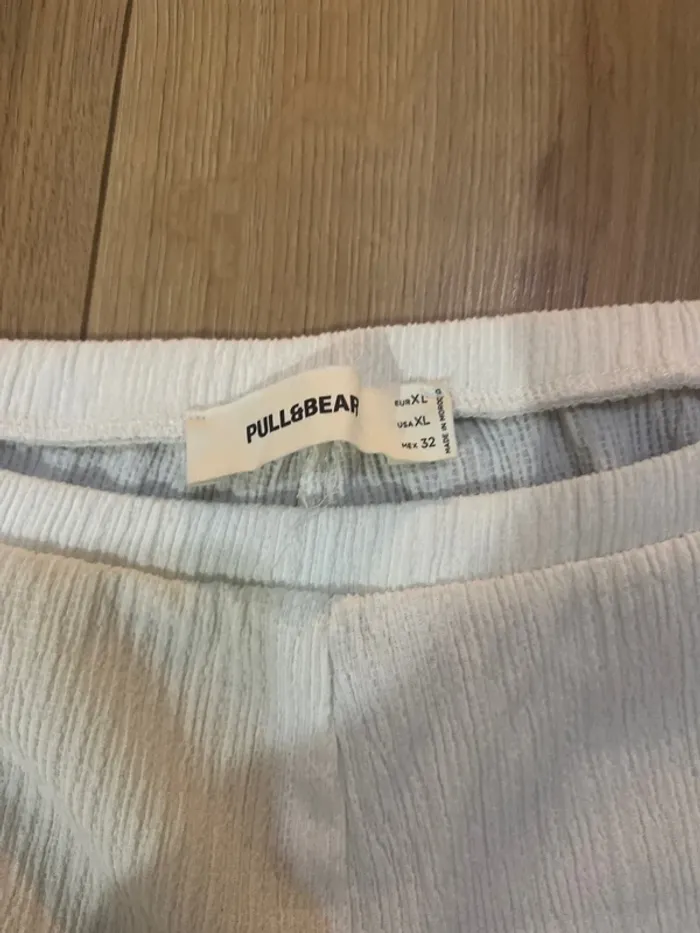 PULL&BEAR
EUR XL
USA XL
MEX 32
MADE IN MOROCCO